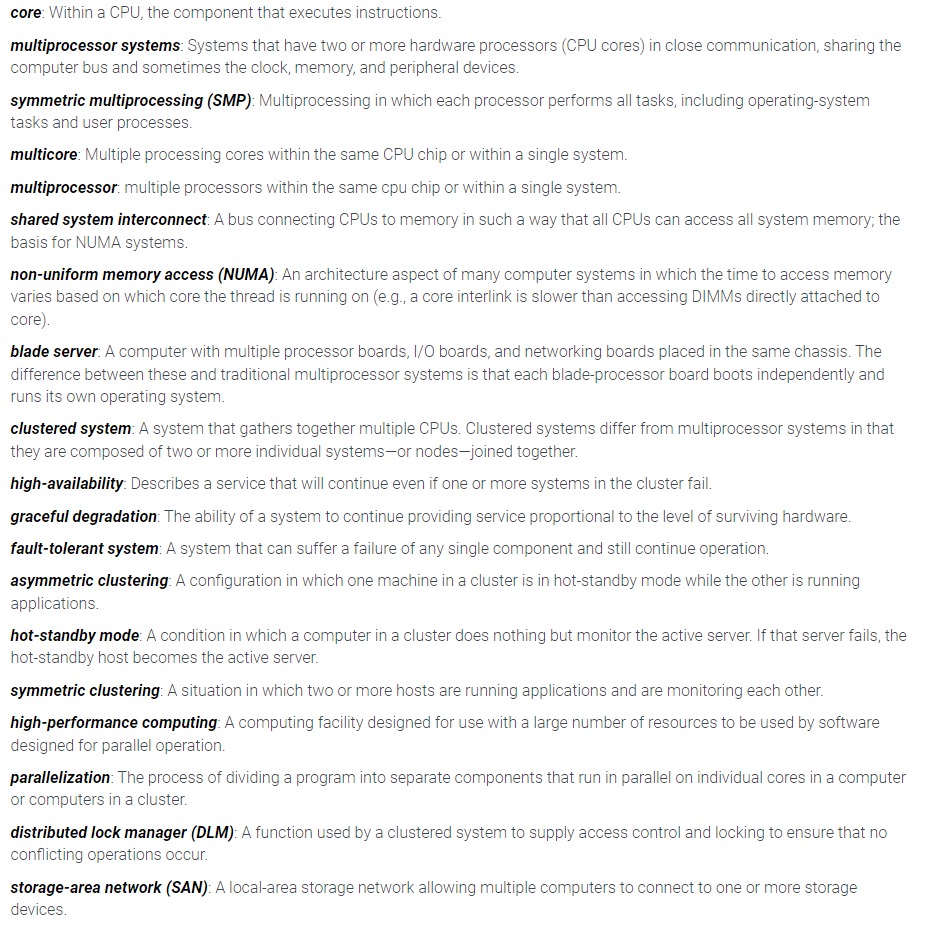 core: Within a CPU, the component that executes instructions.
multiprocessor systems: Systems that have two or more hardware processors (CPU cores) in close communication, sharing the
computer bus and sometimes the clock, memory, and peripheral devices.
symmetric multiprocessing (SMP): Multiprocessing in which each processor performs all tasks, including operating-system
tasks and user processes.
multicore: Multiple processing cores within the same CPU chip or within a single system.
multiprocessor: multiple processors within the same cpu chip or within a single system.
shared system interconnect: A bus connecting CPUs to memory in such a way that all CPUs can access all system memory; the
basis for NUMA systems.
non-uniform memory access (NUMA): An architecture aspect of many computer systems in which the time to access memory
varies based on which core the thread is running on (e.g., a core interlink is slower than accessing DIMMs directly attached to
core).
blade server: A computer with multiple processor boards, I/O boards, and networking boards placed in the same chassis. The
difference between these and traditional multiprocessor systems is that each blade-processor board boots independently and
runs its own operating system.
clustered system: A system that gathers together multiple CPUs. Clustered systems differ from multiprocessor systems in that
they are composed of two or more individual systems—or nodes—joined together.
high-availability: Describes a service that will continue even if one or more systems in the cluster fail.
graceful degradation: The ability of a system to continue providing service proportional to the level of surviving hardware.
fault-tolerant system: A system that can suffer a failure of any single component and still continue operation.
asymmetric clustering: A configuration in which one machine in a cluster is in hot-standby mode while the other is running
applications.
hot-standby mode: A condition in which a computer in a cluster does nothing but monitor the active server. If that server fails, the
hot-standby host becomes the active server.
symmetric clustering: A situation in which two or more hosts are running applications and are monitoring each other.
high-performance computing: A computing facility designed for use with a large number of resources to be used by software
designed for parallel operation.
parallelization: The process of dividing a program into separate components that run in parallel on individual cores in a computer
or computers in a cluster.
distributed lock manager (DLM): A function used by a clustered system to supply access control and locking to ensure that no
conflicting operations occur.
storage-area network (SAN): A local-area storage network allowing multiple computers to connect to one or more storage
devices.